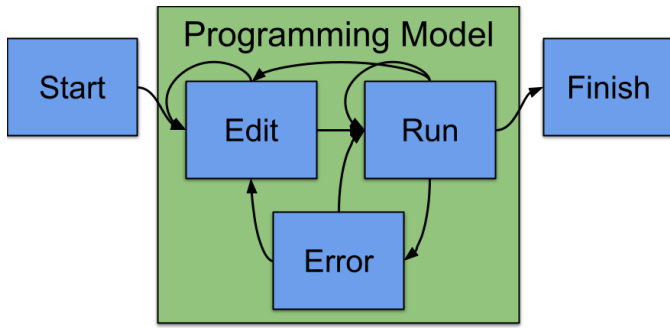 Programming Model
Start
Edit
Run
Finish
Error